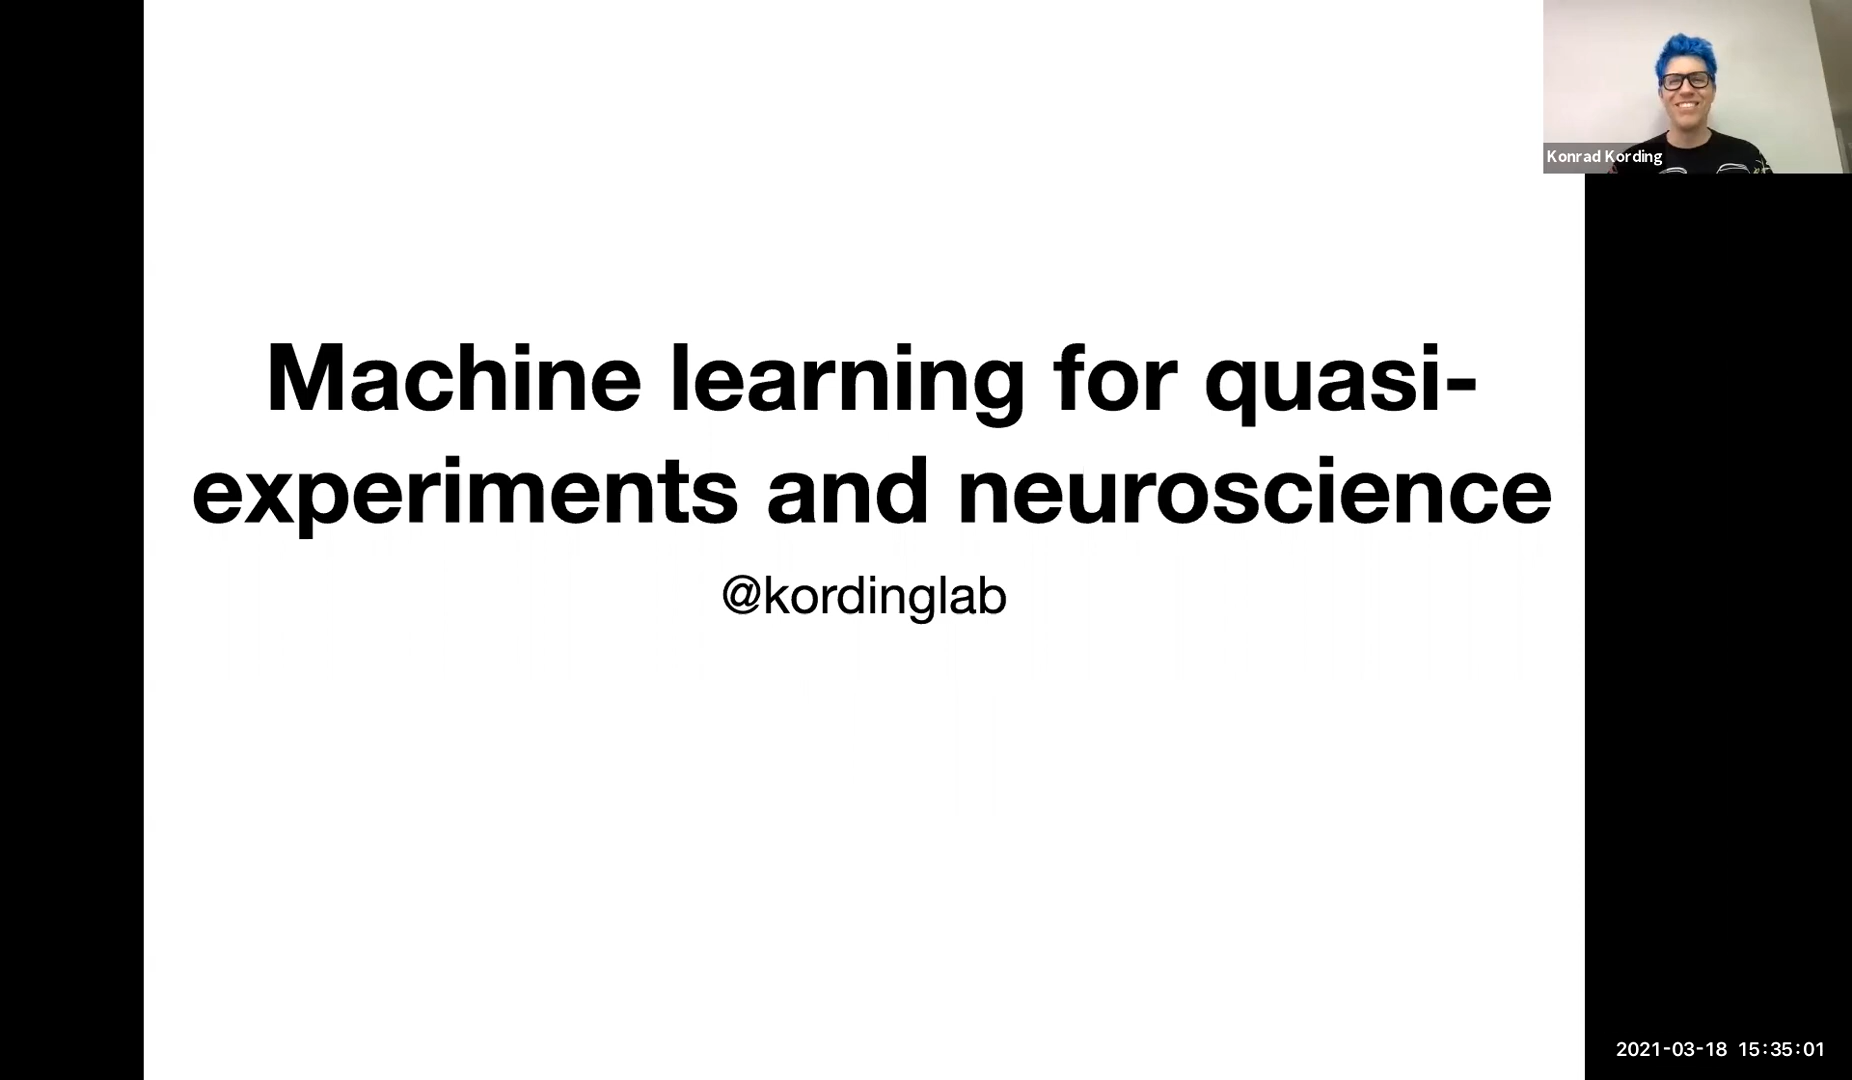 Konrad Kording
Machine learning for quasi-
experiments and neuroscience
@kordinglab
2021-03-18 15:35:01